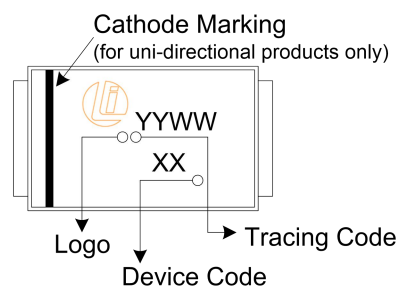 Cathode Marking
(for uni-directional products only)
YYWW
XX
Logo
Tracing Code
Device Code